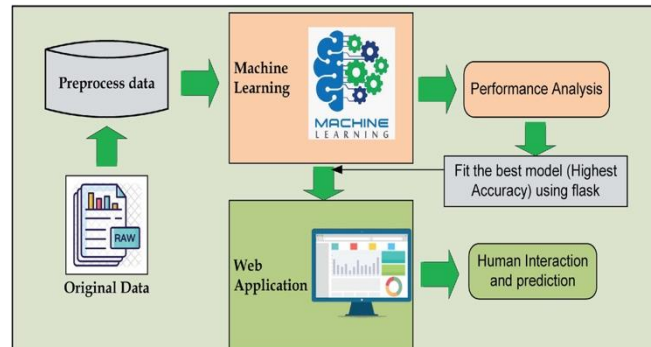 Preprocess data
Machine
Learning
MACHINE
LEARNING
Performance Analysis
Fit the best model (Highest
Accuracy) using flask
RAW
Original Data
Web
Application
Human Interaction
and prediction